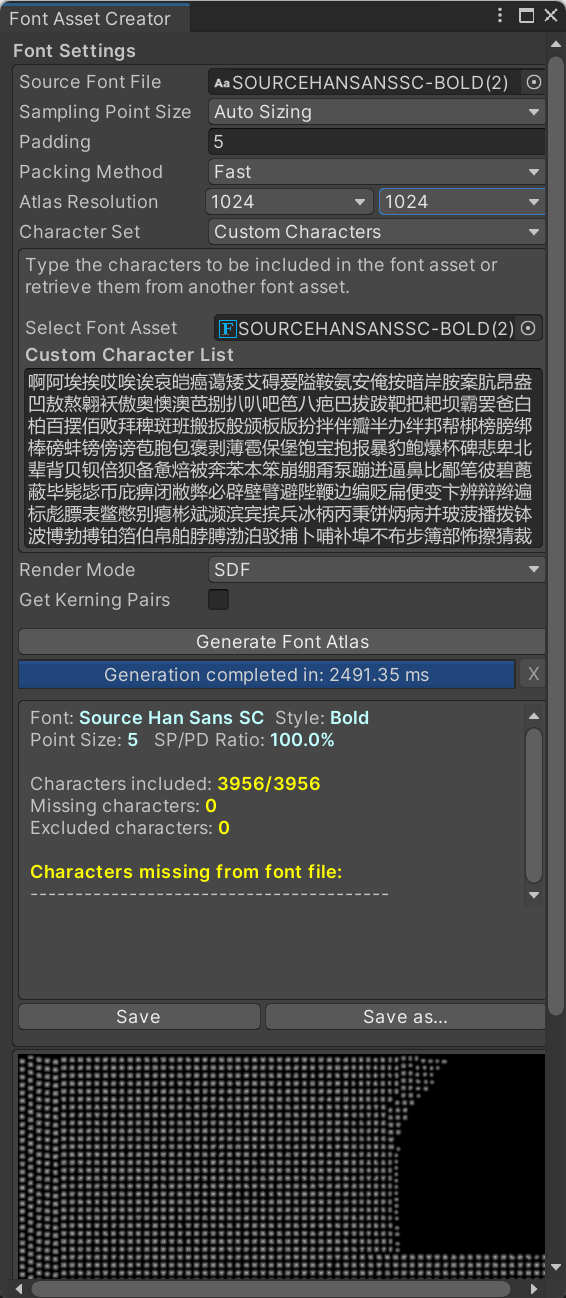 Font Asset Creator
Font Settings
Source Font File
SOURCEHANSANSSC-BOLD(2)
Sampling Point Size
Auto Sizing
Padding
5
Packing Method
Fast
Atlas Resolution
1024
1024
Character Set
Custom Characters
Type the characters to be included in the font asset or
retrieve them from another font asset.
Select Font Asset
SOURCEHANSANSSC-BOLD(2)
Custom Character List
啊阿埃挨哎唉诶哀皑癌蔼矮艾碍爱隘鞍氨安俺按暗岸胺案肮昂盎
凹敖熬翱袄傲奥懊澳芭捌扒叭吧笆八疤巴拔跋靶把耙坝霸罢爸白
柏百摆佰败拜稗斑班搬扳般颁板版扮拌伴瓣半办绊邦帮梆榜膀绑
棒磅蚌镑傍谤苞胞包褒剥薄雹保堡饱宝抱报暴豹鲍爆杯碑悲卑北
辈背贝钡倍狈备惫焙被奔苯本笨崩绷甭泵蹦迸逼鼻比鄙笔彼碧蓖
蔽毕毙毖币庇痹闭敝弊必辟壁臂避陛鞭边编贬扁便变卞辨辩辫遍
标彪膘表鳖憋别瘪彬斌濒滨宾摈兵冰柄丙秉饼炳病并玻菠播拨钵
波博勃搏铂箔伯帛舶脖膊渤泊驳捕卜哺补埠不布步簿部怖擦猜裁
Render Mode
SDF
Get Kerning Pairs
Generate Font Atlas
Generation completed in: 2491.35 ms
X
Font: Source Han Sans SC Style: Bold
Point Size: 5 SP/PD Ratio: 100.0%
Characters included: 3956/3956
Missing characters: 0
Excluded characters: 0
Characters missing from font file:
----------------------------------------
Save
Save as...